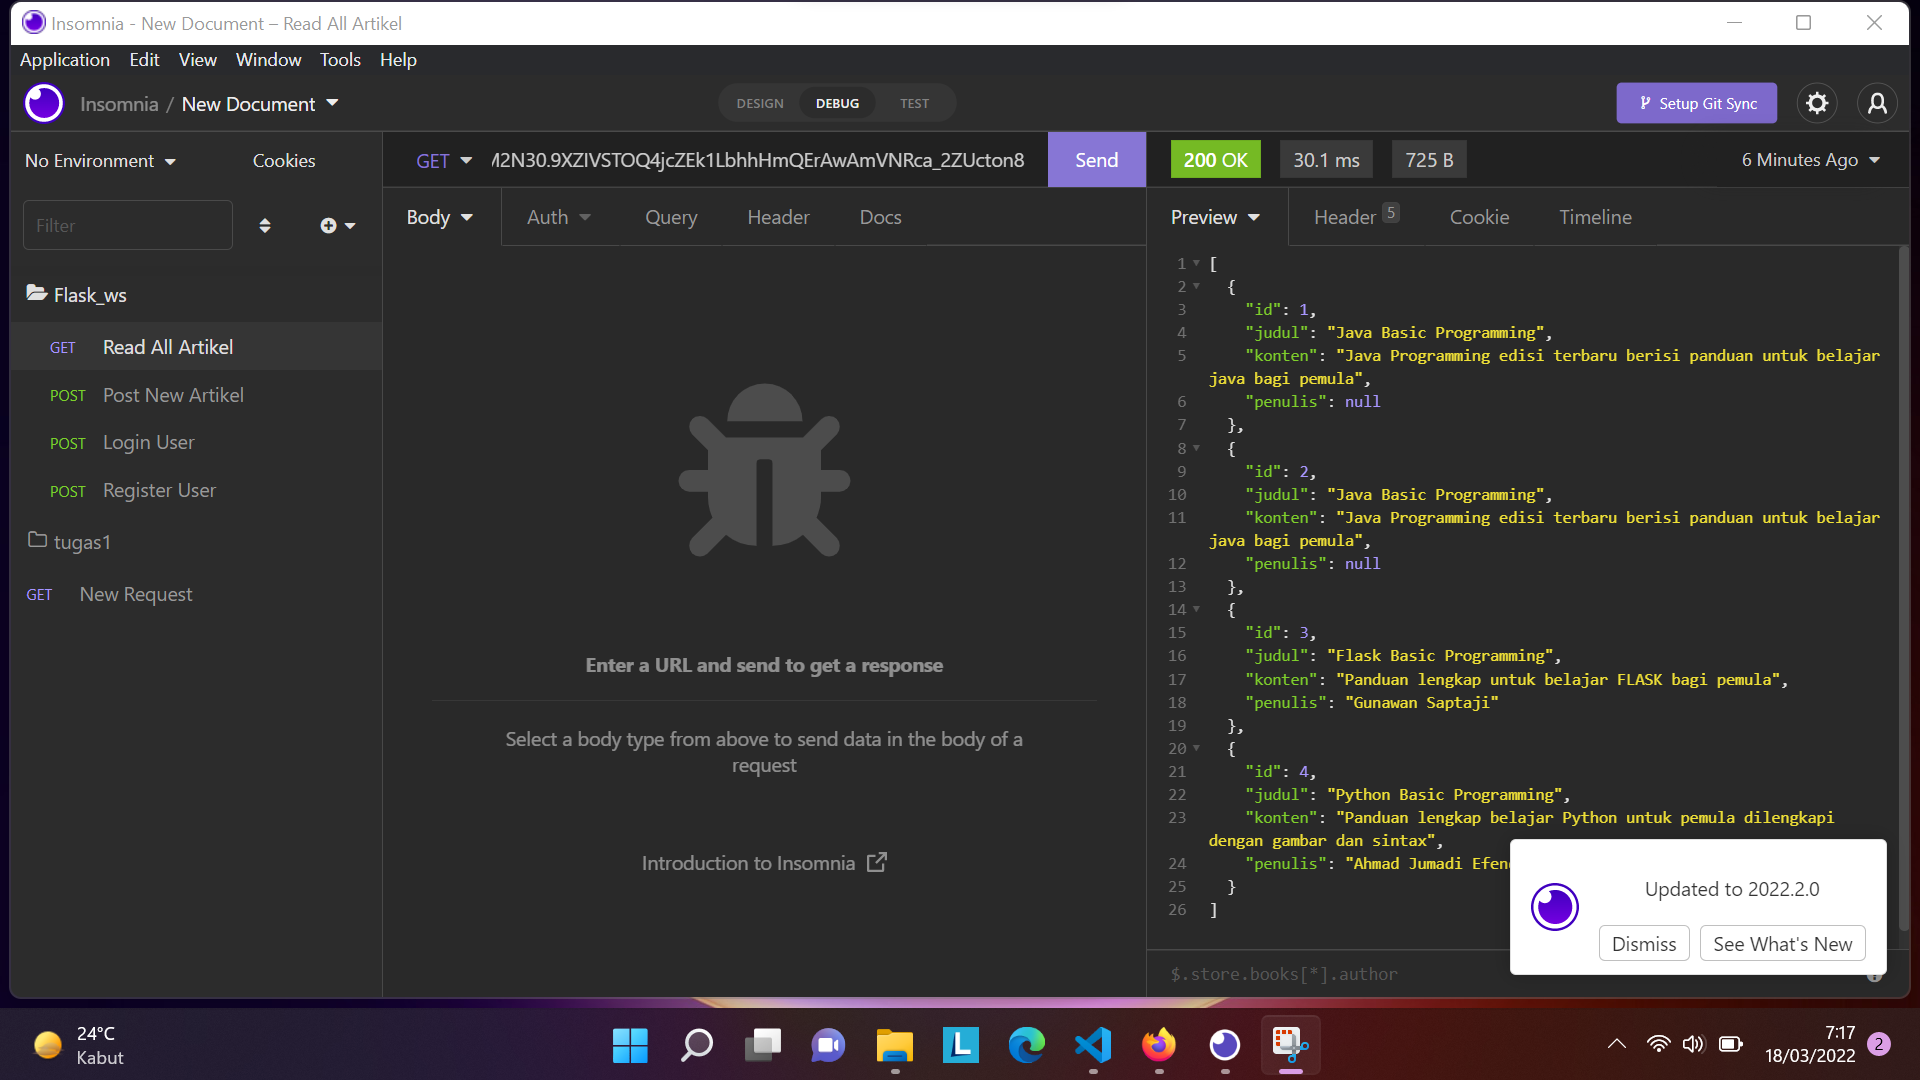 Insomnia - New Document – Read All Artikel
Application Edit View Window Tools Help
Insomnia / New Document
DESIGN DEBUG TEST
Setup Git Sync
No Environment Cookies
GET M2N30.9XZIVSTOQ4jcZEk1LbhhHmQErAwAmVNRca_2ZUcton8 Send
200 OK 30.1 ms 725 B 6 Minutes Ago
Filter
Body Auth Query Header Docs
Preview Header 5 Cookie Timeline
Flask_ws
GET Read All Artikel
POST Post New Artikel
POST Login User
POST Register User
tugas1
GET New Request
Enter a URL and send to get a response
Select a body type from above to send data in the body of a
request
Introduction to Insomnia
1 [
2 {
3 "id": 1,
4 "judul": "Java Basic Programming",
5 "konten": "Java Programming edisi terbaru berisi panduan untuk belajar
java bagi pemula",
6 "penulis": null
7 },
8 {
9 "id": 2,
10 "judul": "Java Basic Programming",
11 "konten": "Java Programming edisi terbaru berisi panduan untuk belajar
java bagi pemula",
12 "penulis": null
13 },
14 {
15 "id": 3,
16 "judul": "Flask Basic Programming",
17 "konten": "Panduan lengkap untuk belajar FLASK bagi pemula",
18 "penulis": "Gunawan Saptaji"
19 },
20 {
21 "id": 4,
22 "judul": "Python Basic Programming",
23 "konten": "Panduan lengkap belajar Python untuk pemula dilengkapi
dengan gambar dan sintax",
24 "penulis": "Ahmad Jumadi Efen
25 }
26 ]
$.store.books[*].author
Updated to 2022.2.0
Dismiss See What's New
24°C
Kabut
L
7:17
18/03/2022
2